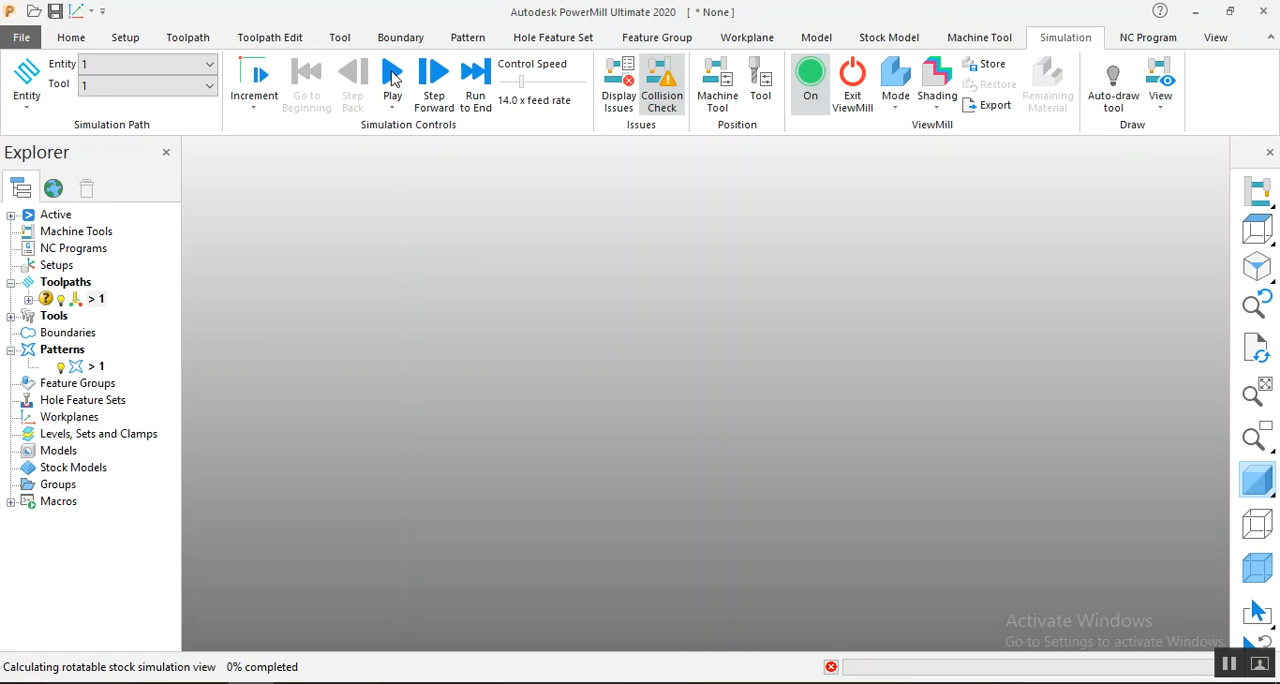 Autodesk PowerMill Ultimate 2020   [ * None ]
File Home Setup Toolpath Toolpath Edit Tool Boundary Pattern Hole Feature Set Feature Group Workplane Model Stock Model Machine Tool Simulation NC Program View
Entity
Entity 1
Tool 1
Simulation Path
Increment
Go to Beginning
Step Back
Play
Step Forward
Run to End
Control Speed
14.0 x feed rate
Simulation Controls
Display Issues
Collision Check
Issues
Machine Tool
Tool
Position
On
Exit ViewMill
Mode
Shading
Store
Restore
Export
Remaining Material
ViewMill
Auto-draw tool
View
Draw
Explorer
Active
Machine Tools
NC Programs
Setups
Toolpaths
> 1
Tools
Boundaries
Patterns
> 1
Feature Groups
Hole Feature Sets
Workplanes
Levels, Sets and Clamps
Models
Stock Models
Groups
Macros
Activate Windows
Go to Settings to activate Windows.
Calculating rotatable stock simulation view   0% completed